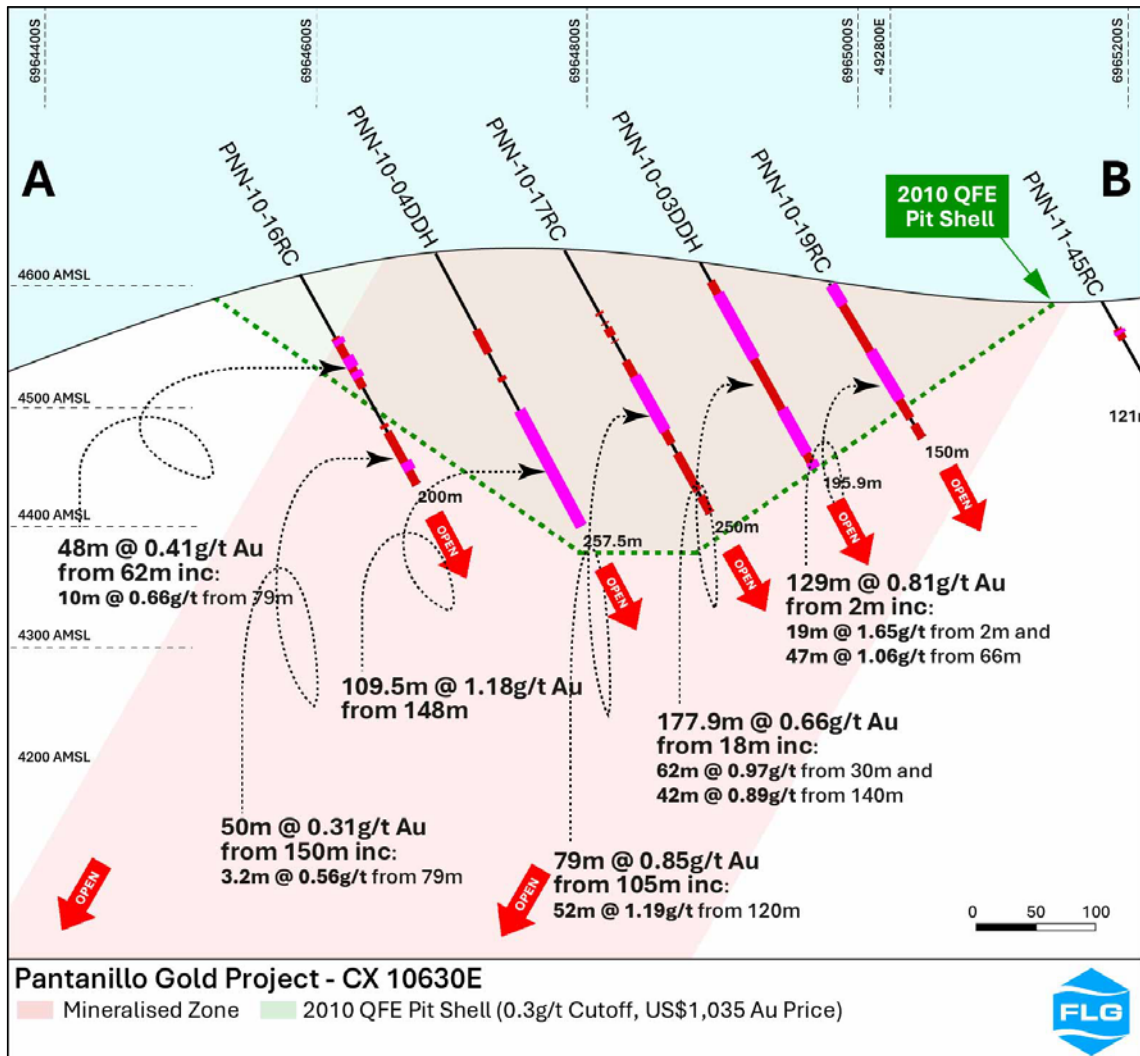 6964400S
6964600S
6964800S
6965000S
492800E
6965200S
A
B
PNN-10-16RC
PNN-10-04DDH
PNN-10-17RC
PNN-10-03DDH
PNN-10-19RC
PNN-11-45RC
2010 QFE
Pit Shell
4600 AMSL
4500 AMSL
4400 AMSL
4300 AMSL
4200 AMSL
121m
200m
257.5m
250m
195.9m
150m
OPEN
OPEN
OPEN
OPEN
OPEN
48m @ 0.41g/t Au
from 62m inc:
10m @ 0.66g/t from 79m
129m @ 0.81g/t Au
from 2m inc:
19m @ 1.65g/t from 2m and
47m @ 1.06g/t from 66m
109.5m @ 1.18g/t Au
from 148m
177.9m @ 0.66g/t Au
from 18m inc:
62m @ 0.97g/t from 30m and
42m @ 0.89g/t from 140m
50m @ 0.31g/t Au
from 150m inc:
3.2m @ 0.56g/t from 79m
79m @ 0.85g/t Au
from 105m inc:
52m @ 1.19g/t from 120m
OPEN
OPEN
0 50 100
Pantanillo Gold Project - CX 10630E
Mineralised Zone 2010 QFE Pit Shell (0.3g/t Cutoff, US$1,035 Au Price)
FLG